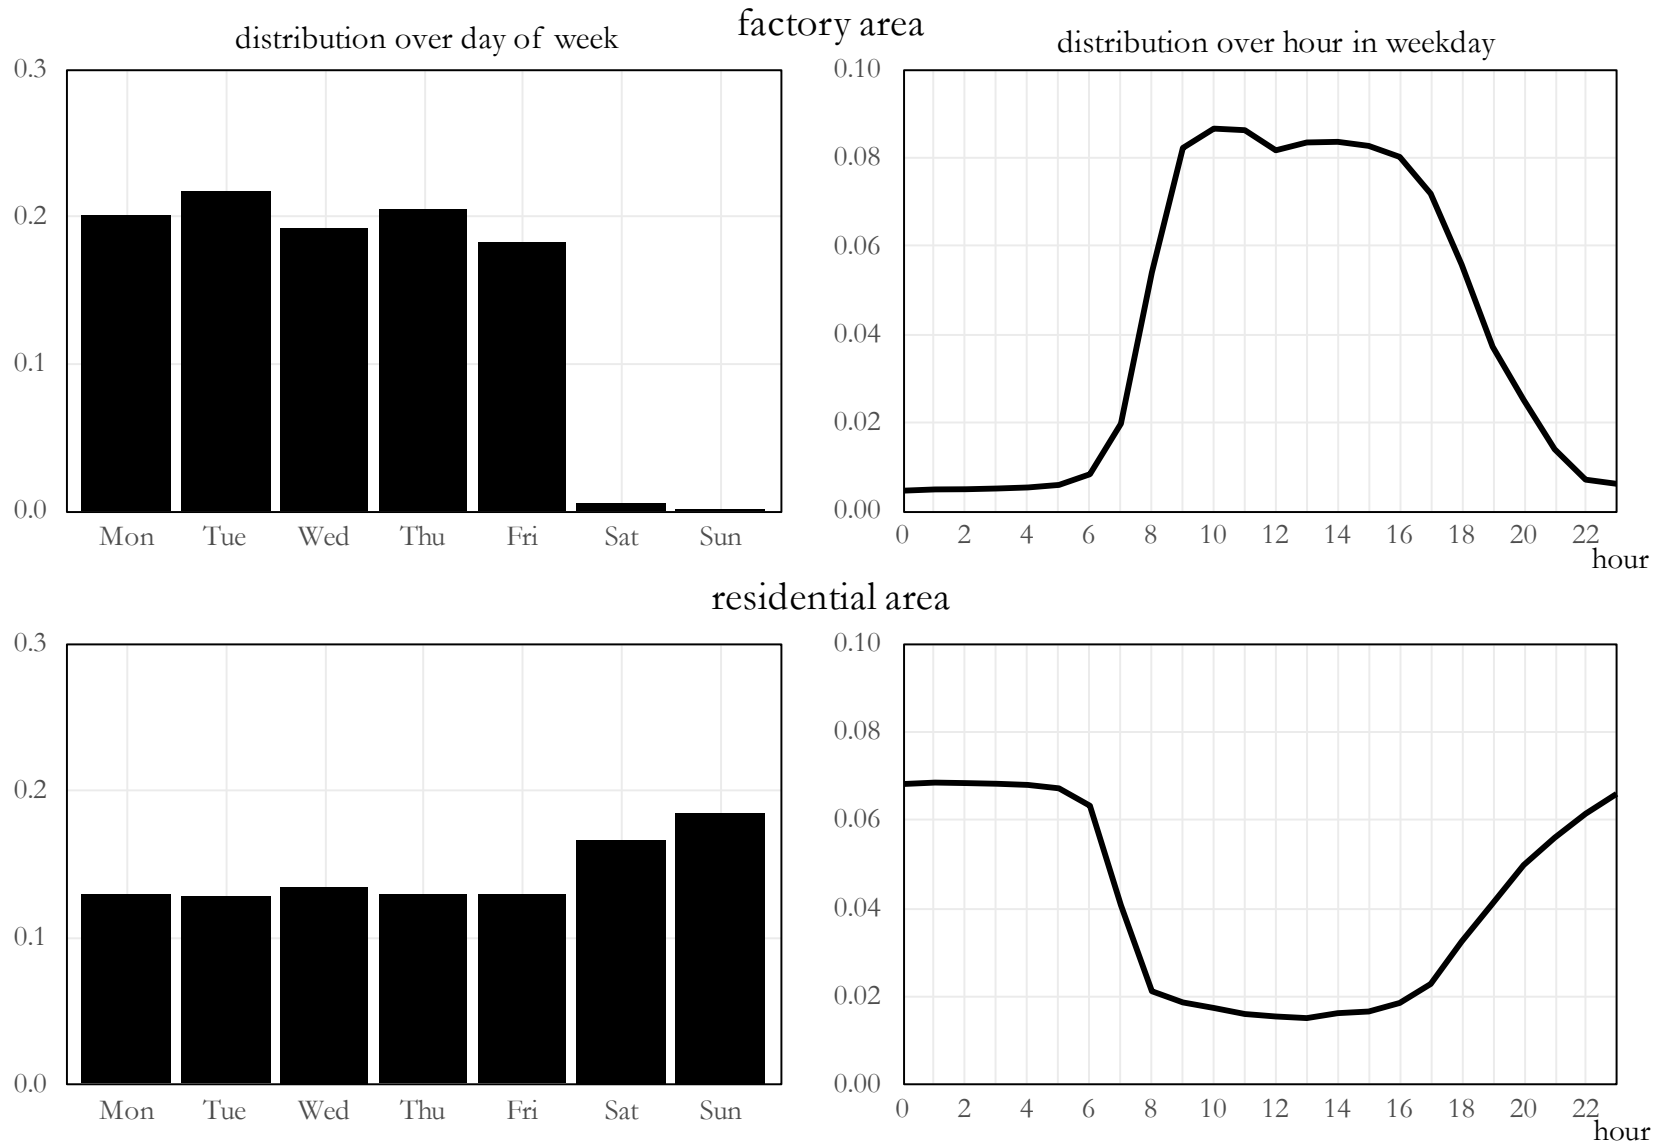 factory area
distribution over day of week
distribution over hour in weekday
0.3
0.2
0.1
0.0
Mon Tue Wed Thu Fri Sat Sun
0.10
0.08
0.06
0.04
0.02
0.00
0 2 4 6 8 10 12 14 16 18 20 22
hour
residential area
0.3
0.2
0.1
0.0
Mon Tue Wed Thu Fri Sat Sun
0.10
0.08
0.06
0.04
0.02
0.00
0 2 4 6 8 10 12 14 16 18 20 22
hour